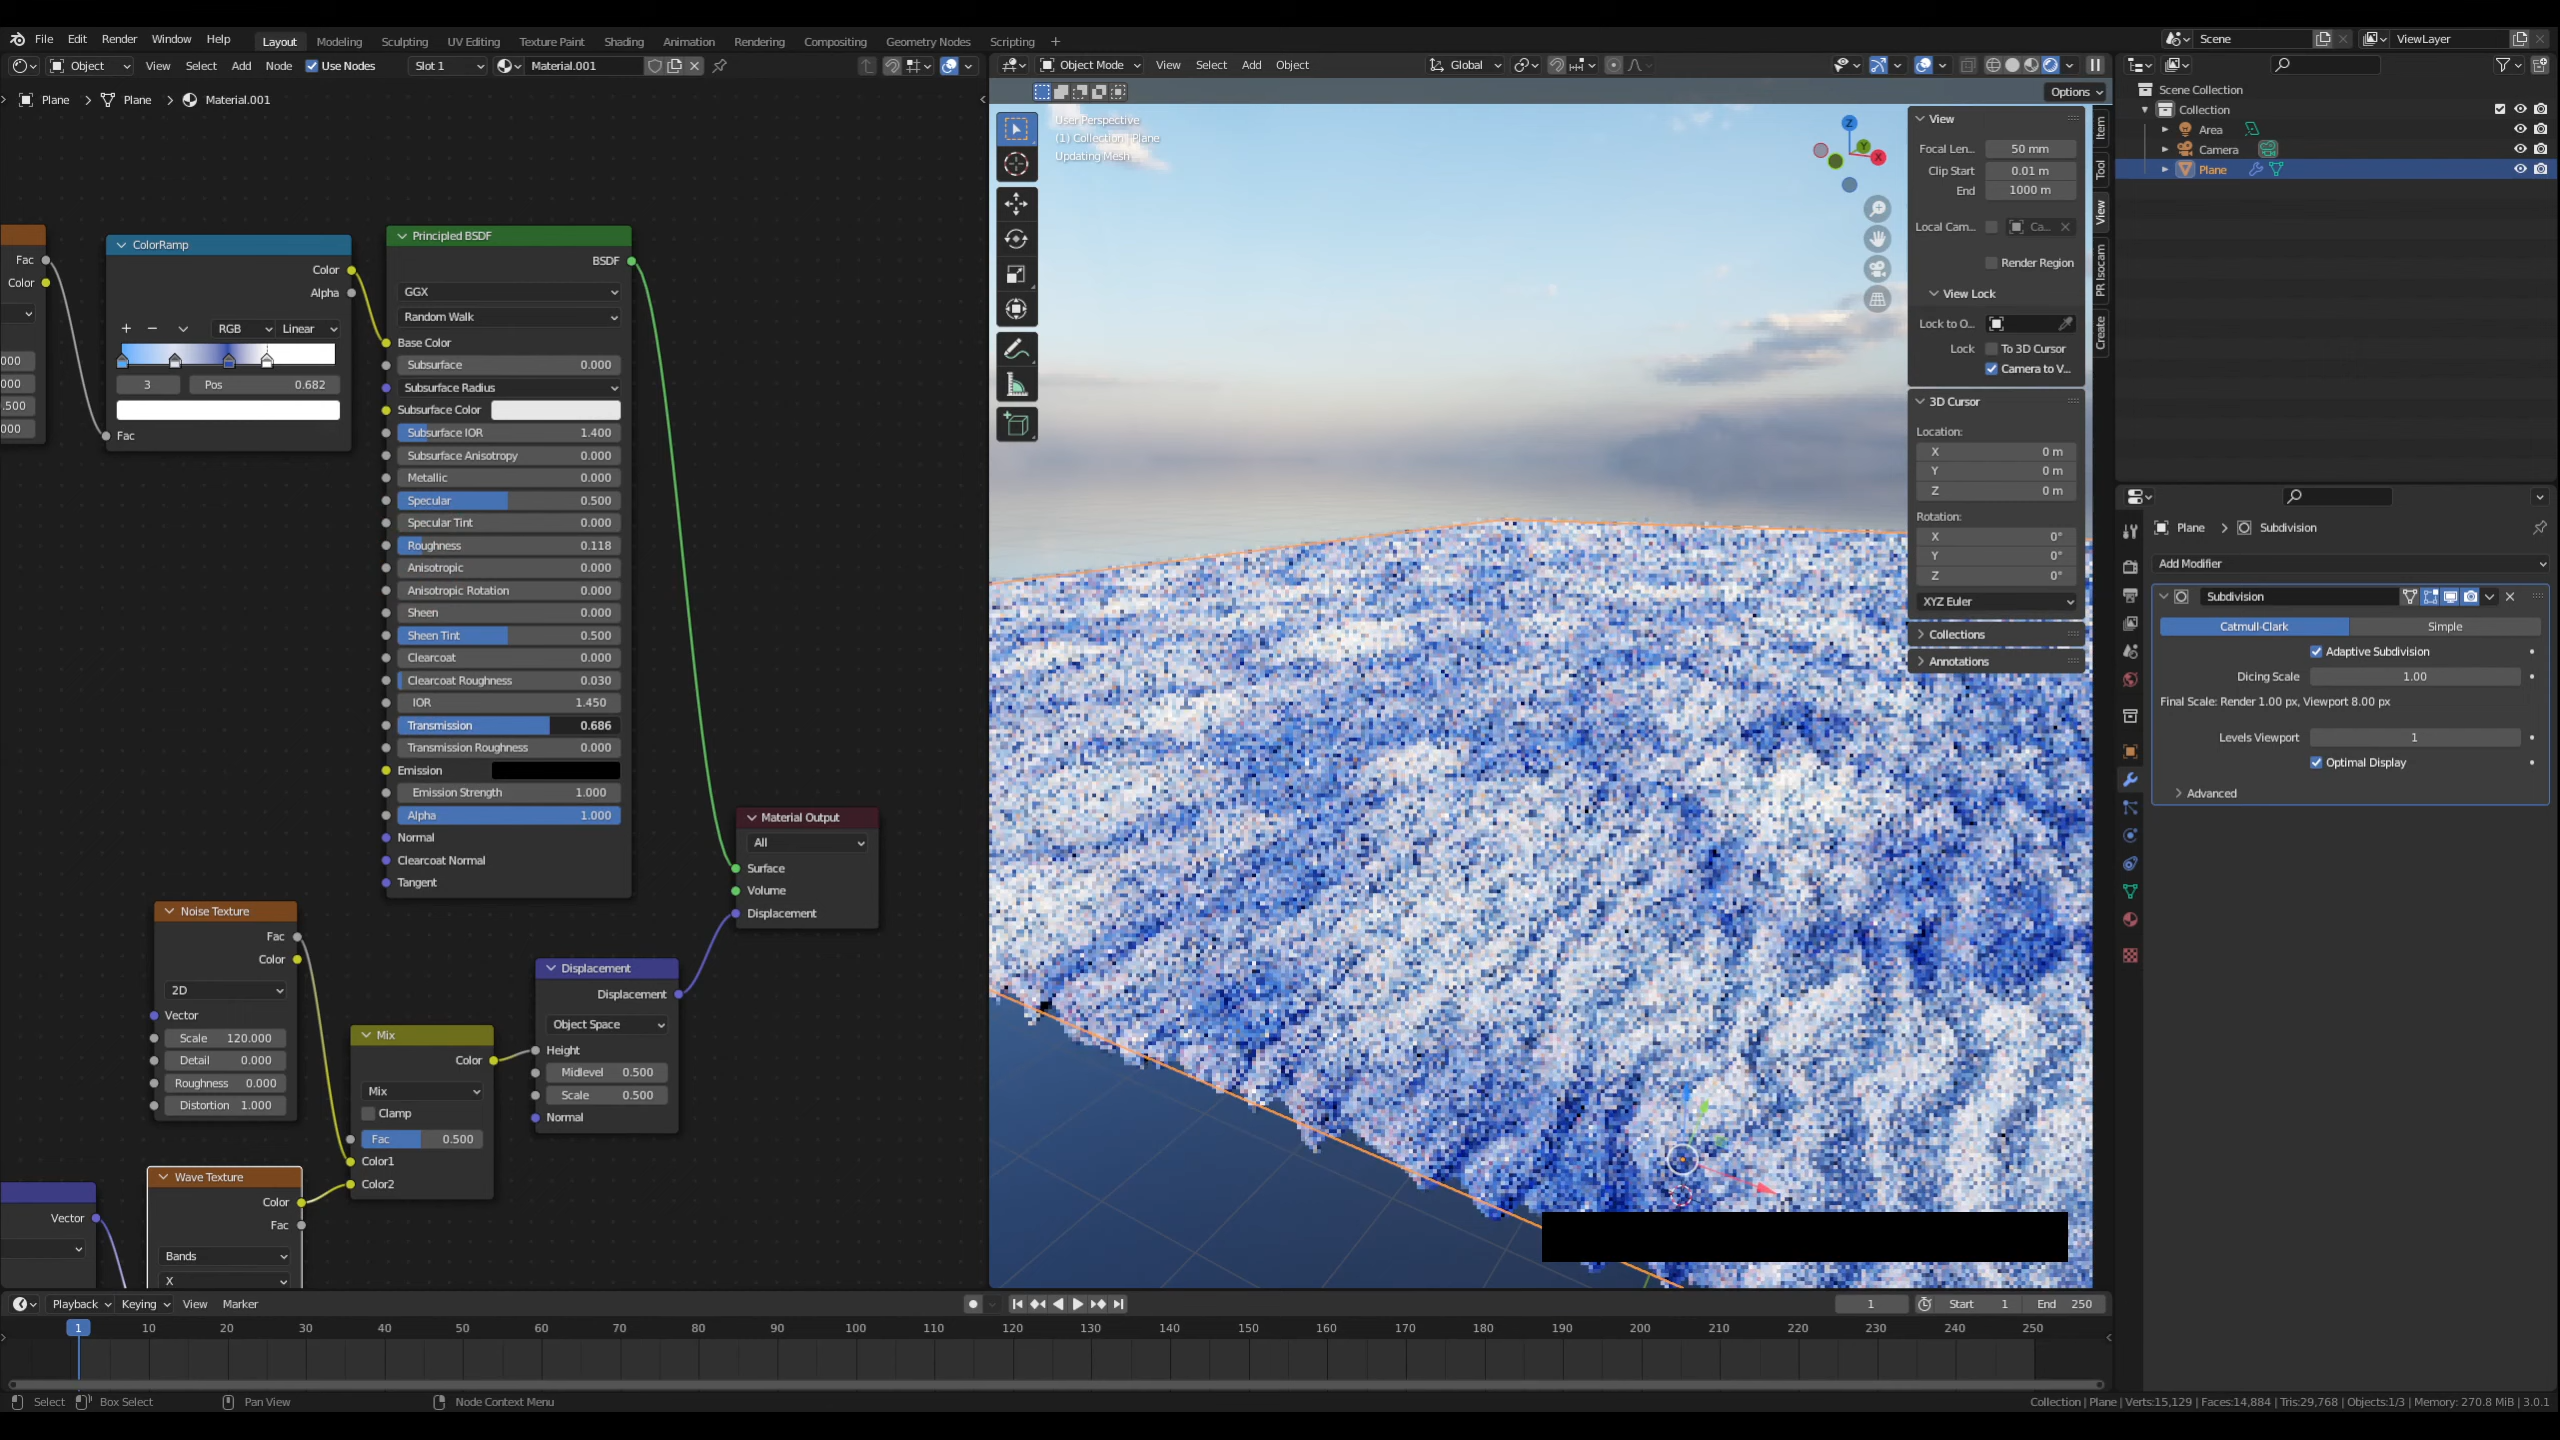 File Edit Render Window Help Layout Modeling Sculpting UV Editing Texture Paint Shading Animation Rendering Compositing Geometry Nodes Scripting + Scene ViewLayer
Object View Select Add Node Use Nodes Slot 1 Material.001
Object Mode View Select Add Object Global
Options
Plane > Plane > Material.001
User Perspective
(1) Collection | Plane
Updating Mesh
ColorRamp
Color
Alpha
+ − RGB Linear
3 Pos 0.682
Fac
Fac
Color
000
000
.500
000
Principled BSDF
BSDF
GGX
Random Walk
Base Color
Subsurface 0.000
Subsurface Radius
Subsurface Color
Subsurface IOR 1.400
Subsurface Anisotropy 0.000
Metallic 0.000
Specular 0.500
Specular Tint 0.000
Roughness 0.118
Anisotropic 0.000
Anisotropic Rotation 0.000
Sheen 0.000
Sheen Tint 0.500
Clearcoat 0.000
Clearcoat Roughness 0.030
IOR 1.450
Transmission 0.686
Transmission Roughness 0.000
Emission
Emission Strength 1.000
Alpha 1.000
Normal
Clearcoat Normal
Tangent
Material Output
All
Surface
Volume
Displacement
Noise Texture
Fac
Color
2D
Vector
Scale 120.000
Detail 0.000
Roughness 0.000
Distortion 1.000
Mix
Color
Mix
Clamp
Fac 0.500
Color1
Color2
Displacement
Displacement
Object Space
Height
Midlevel 0.500
Scale 0.500
Normal
Wave Texture
Color
Fac
Bands
X
Vector
Z
Y
X
View
Focal Len... 50 mm
Clip Start 0.01 m
End 1000 m
Local Cam... Ca...
Render Region
View Lock
Lock to O...
Lock To 3D Cursor
Camera to V...
3D Cursor
Location:
X 0 m
Y 0 m
Z 0 m
Rotation:
X 0°
Y 0°
Z 0°
XYZ Euler
Collections
Annotations
Item
Tool
View
PR Isocam
Create
Scene Collection
Collection
Area
Camera
Plane
Plane > Subdivision
Add Modifier
Subdivision
Catmull-Clark Simple
Adaptive Subdivision
Dicing Scale 1.00
Final Scale: Render 1.00 px, Viewport 8.00 px
Levels Viewport 1
Optimal Display
Advanced
Playback Keying View Marker 1 Start 1 End 250
1 10 20 30 40 50 60 70 80 90 100 110 120 130 140 150 160 170 180 190 200 210 220 230 240 250
Select Box Select Pan View Node Context Menu Collection | Plane | Verts:15,129 | Faces:14,884 | Tris:29,768 | Objects:1/3 | Memory: 270.8 MiB | 3.0.1